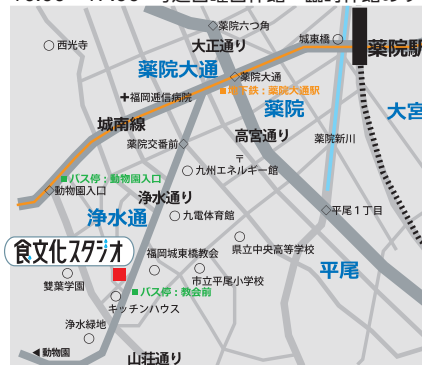 ◇薬院六つ角
城東橋○
○西光寺
大正通り
薬院駅
薬院大通
◇薬院大通
■地下鉄:薬院大通駅
✚福岡逓信病院
薬院
大宮
城南線
高宮通り
薬院交番前◇
薬院新川
〒
○九州エネルギー館
■バス停:動物園入口
◇動物園入口
浄水通り
◇平尾1丁目
浄水通
○九電体育館
食文化スタジオ
福岡城東橋教会
県立中央高等学校
平尾
双葉学園
市立平尾小学校
■バス停:教会前
キッチンハウス
浄水緑地
◀動物園
山荘通り